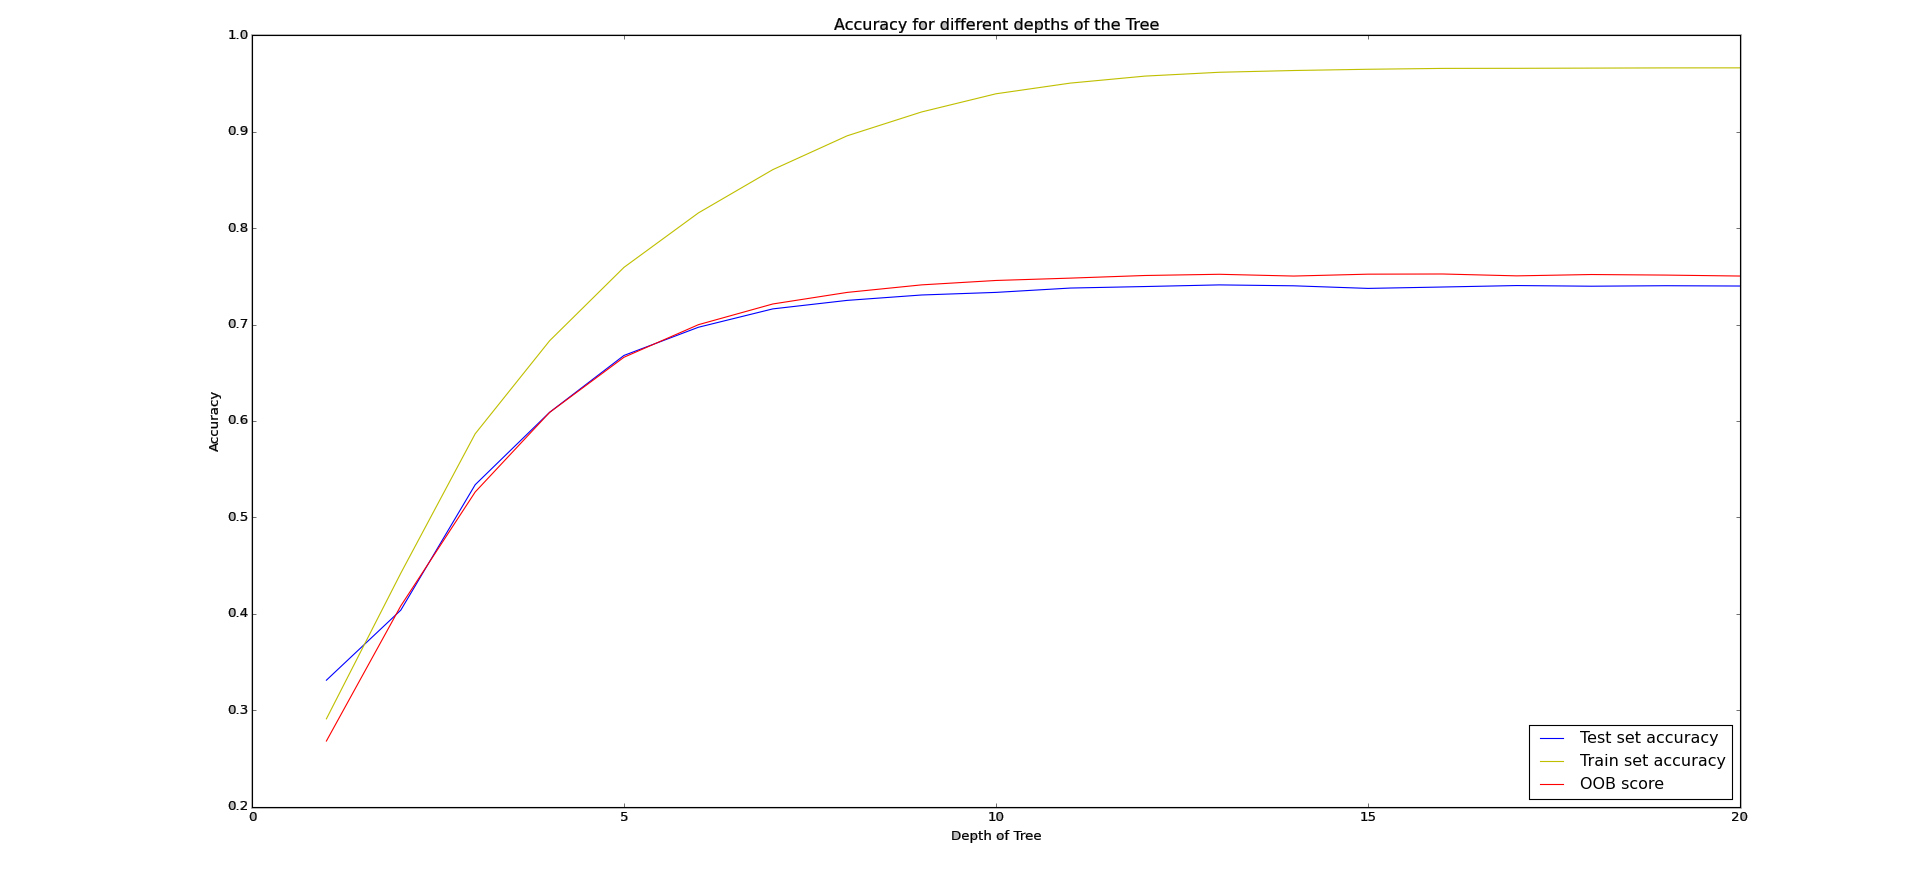 Accuracy for different depths of the Tree
1.0
0.9
0.8
0.7
0.6
0.5
0.4
0.3
0.2
Accuracy
0 5 10 15 20
Depth of Tree
Test set accuracy
Train set accuracy
OOB score